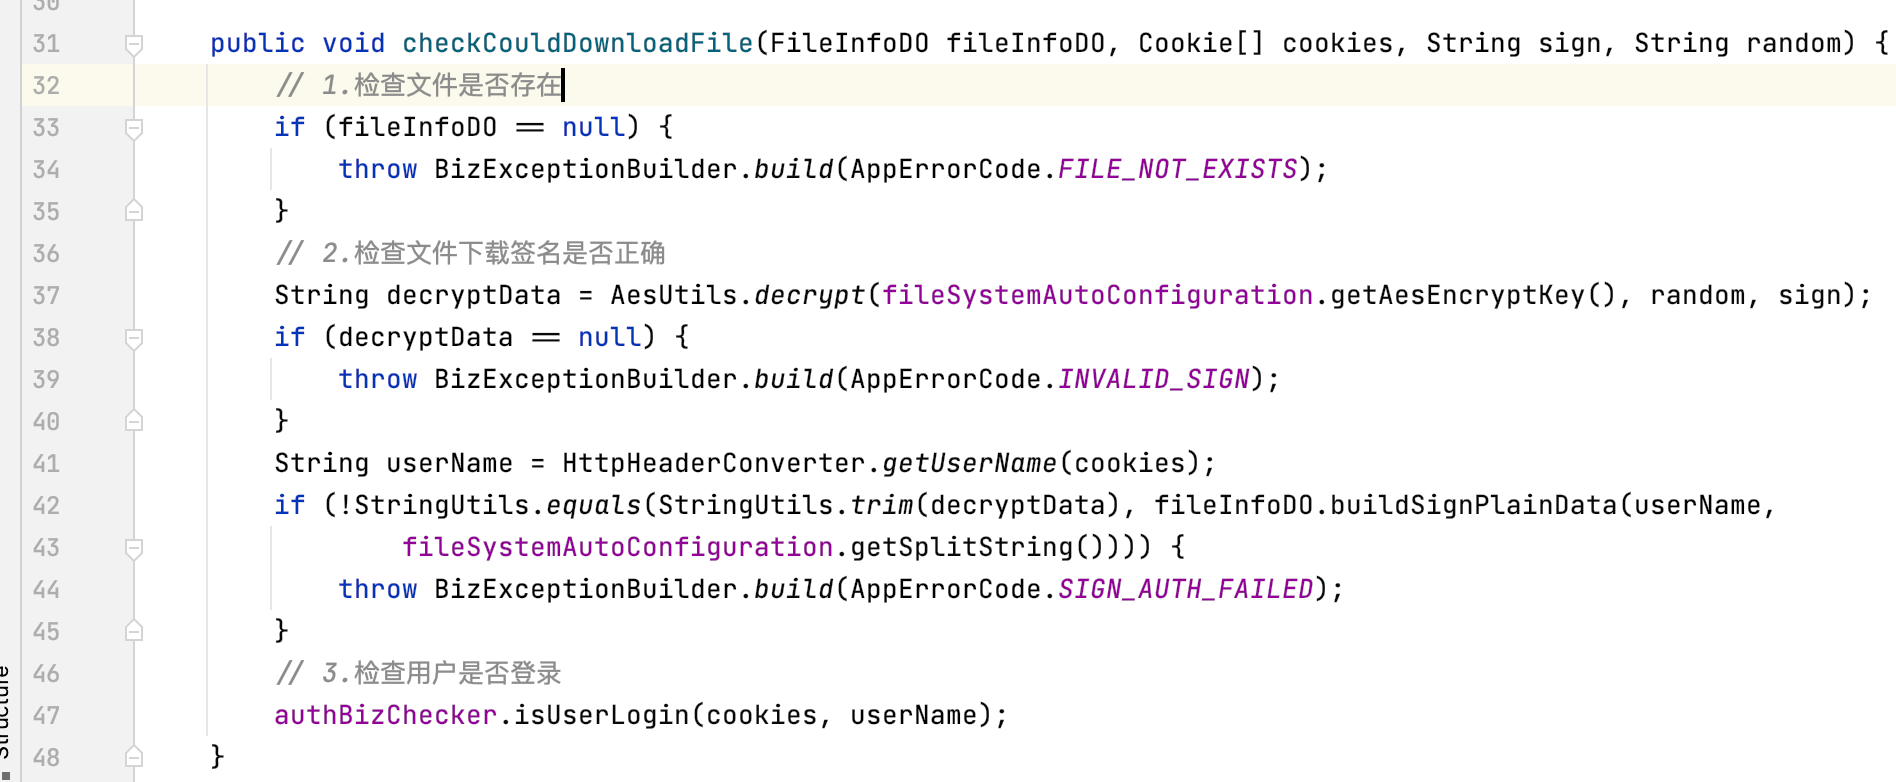 30
31 public void checkCouldDownloadFile(FileInfoDO fileInfoDO, Cookie[] cookies, String sign, String random) {
32 // 1.检查文件是否存在
33 if (fileInfoDO == null) {
34 throw BizExceptionBuilder.build(AppErrorCode.FILE_NOT_EXISTS);
35 }
36 // 2.检查文件下载签名是否正确
37 String decryptData = AesUtils.decrypt(fileSystemAutoConfiguration.getAesEncryptKey(), random, sign);
38 if (decryptData == null) {
39 throw BizExceptionBuilder.build(AppErrorCode.INVALID_SIGN);
40 }
41 String userName = HttpHeaderConverter.getUserName(cookies);
42 if (!StringUtils.equals(StringUtils.trim(decryptData), fileInfoDO.buildSignPlainData(userName,
43 fileSystemAutoConfiguration.getSplitString()))) {
44 throw BizExceptionBuilder.build(AppErrorCode.SIGN_AUTH_FAILED);
45 }
46 // 3.检查用户是否登录
47 authBizChecker.isUserLogin(cookies, userName);
48 }
Structure